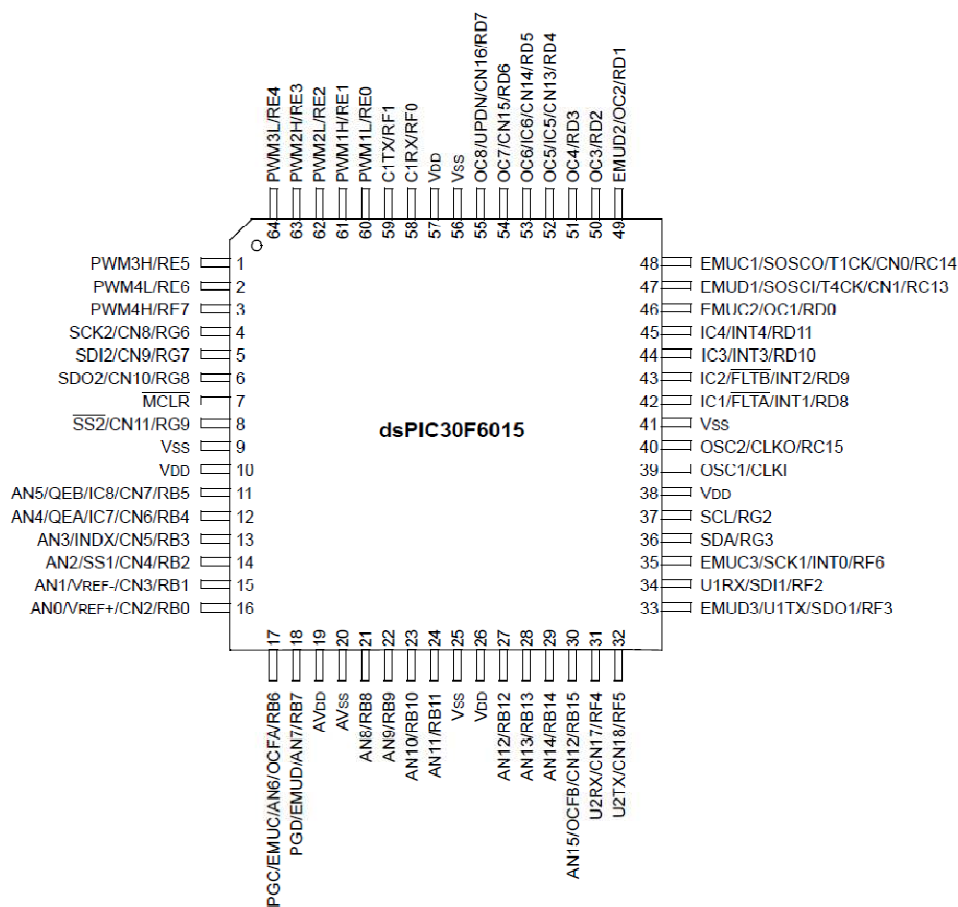 PWM3L/RE4
PWM2H/RE3
PWM2L/RE2
PWM1H/RE1
PWM1L/RE0
C1TX/RF1
C1RX/RF0
VDD
VSS
OC8/UPDN/CN16/RD7
OC7/CN15/RD6
OC6/IC6/CN14/RD5
OC5/IC5/CN13/RD4
OC4/RD3
OC3/RD2
EMUD2/OC2/RD1
64 63 62 61 60 59 58 57 56 55 54 53 52 51 50 49
PWM3H/RE5 1
PWM4L/RE6 2
PWM4H/RE7 3
SCK2/CN8/RG6 4
SDI2/CN9/RG7 5
SDO2/CN10/RG8 6
MCLR 7
SS2/CN11/RG9 8
VSS 9
VDD 10
AN5/QEB/IC8/CN7/RB5 11
AN4/QEA/IC7/CN6/RB4 12
AN3/INDX/CN5/RB3 13
AN2/SS1/CN4/RB2 14
AN1/VREF-/CN3/RB1 15
AN0/VREF+/CN2/RB0 16
dsPIC30F6015
48 EMUC1/SOSCO/T1CK/CN0/RC14
47 EMUD1/SOSCI/T4CK/CN1/RC13
46 EMUC2/OC1/RD0
45 IC4/INT4/RD11
44 IC3/INT3/RD10
43 IC2/FLTB/INT2/RD9
42 IC1/FLTA/INT1/RD8
41 VSS
40 OSC2/CLKO/RC15
39 OSC1/CLKI
38 VDD
37 SCL/RG2
36 SDA/RG3
35 EMUC3/SCK1/INT0/RF6
34 U1RX/SDI1/RF2
33 EMUD3/U1TX/SDO1/RF3
17 18 19 20 21 22 23 24 25 26 27 28 29 30 31 32
PGC/EMUC/AN6/OCFA/RB6
PGD/EMUD/AN7/RB7
AVDD
AVSS
AN8/RB8
AN9/RB9
AN10/RB10
AN11/RB11
VSS
VDD
AN12/RB12
AN13/RB13
AN14/RB14
AN15/OCFB/CN12/RB15
U2RX/CN17/RF4
U2TX/CN18/RF5